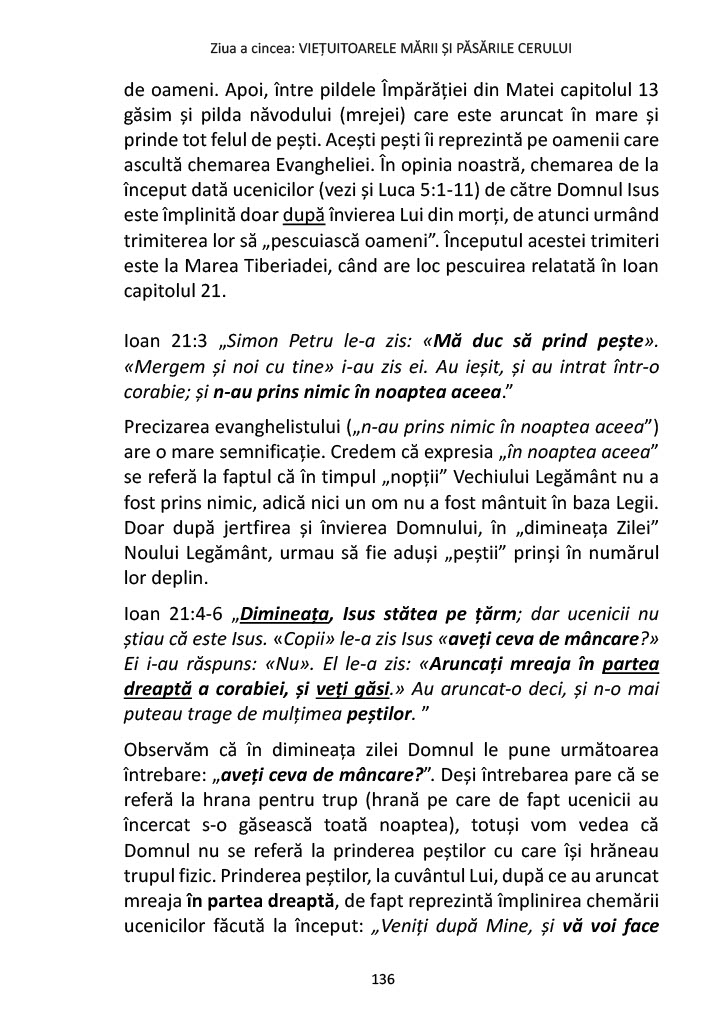 Ziua a cincea: VIEȚUITOARELE MĂRII ȘI PĂSĂRILE CERULUI
de oameni. Apoi, între pildele Împărăției din Matei capitolul 13
găsim și pilda năvodului (mrejei) care este aruncat în mare și
prinde tot felul de pești. Acești pești îi reprezintă pe oamenii care
ascultă chemarea Evangheliei. În opinia noastră, chemarea de la
început dată ucenicilor (vezi și Luca 5:1-11) de către Domnul Isus
este împlinită doar după învierea Lui din morți, de atunci urmând
trimiterea lor să „pescuiască oameni”. Începutul acestei trimiteri
este la Marea Tiberiadei, când are loc pescuirea relatată în Ioan
capitolul 21.
Ioan 21:3 „Simon Petru le-a zis: «Mă duc să prind pește».
«Mergem și noi cu tine» i-au zis ei. Au ieșit, și au intrat într-o
corabie; și n-au prins nimic în noaptea aceea.”
Precizarea evanghelistului („n-au prins nimic în noaptea aceea”)
are o mare semnificație. Credem că expresia „în noaptea aceea”
se referă la faptul că în timpul „nopții” Vechiului Legământ nu a
fost prins nimic, adică nici un om nu a fost mântuit în baza Legii.
Doar după jertfirea și învierea Domnului, în „dimineața Zilei”
Noului Legământ, urmau să fie aduși „peștii” prinși în numărul
lor deplin.
Ioan 21:4-6 „Dimineața, Isus stătea pe țărm; dar ucenicii nu
știau că este Isus. «Copii» le-a zis Isus «aveți ceva de mâncare?»
Ei i-au răspuns: «Nu». El le-a zis: «Aruncați mreaja în partea
dreaptă a corabiei, și veți găsi.» Au aruncat-o deci, și n-o mai
puteau trage de mulțimea peștilor. ”
Observăm că în dimineața zilei Domnul le pune următoarea
întrebare: „aveți ceva de mâncare?”. Deși întrebarea pare că se
referă la hrana pentru trup (hrană pe care de fapt ucenicii au
încercat s-o găsească toată noaptea), totuși vom vedea că
Domnul nu se referă la prinderea peștilor cu care își hrăneau
trupul fizic. Prinderea peștilor, la cuvântul Lui, după ce au aruncat
mreaja în partea dreaptă, de fapt reprezintă împlinirea chemării
ucenicilor făcută la început: „Veniți după Mine, și vă voi face
136